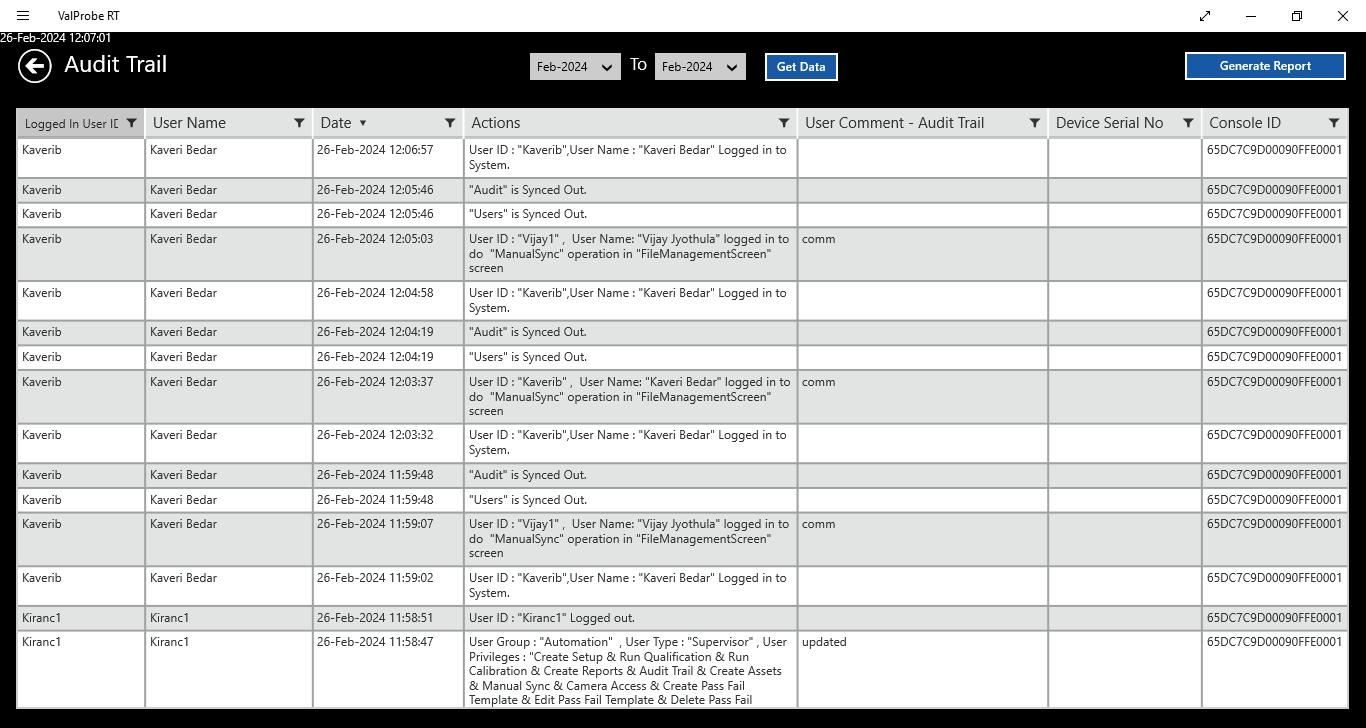 ValProbe RT
26-Feb-2024 12:07:01
Audit Trail
Feb-2024 To Feb-2024 Get Data Generate Report
Logged In User ID User Name Date Actions User Comment - Audit Trail Device Serial No Console ID
Kaverib Kaveri Bedar 26-Feb-2024 12:06:57 User ID : "Kaverib",User Name : "Kaveri Bedar" Logged in to 65DC7C9D00090FFE0001
System.
Kaverib Kaveri Bedar 26-Feb-2024 12:05:46 "Audit" is Synced Out. 65DC7C9D00090FFE0001
Kaverib Kaveri Bedar 26-Feb-2024 12:05:46 "Users" is Synced Out. 65DC7C9D00090FFE0001
Kaverib Kaveri Bedar 26-Feb-2024 12:05:03 User ID : "Vijay1" , User Name: "Vijay Jyothula" logged in to comm 65DC7C9D00090FFE0001
do "ManualSync" operation in "FileManagementScreen"
screen
Kaverib Kaveri Bedar 26-Feb-2024 12:04:58 User ID : "Kaverib",User Name : "Kaveri Bedar" Logged in to 65DC7C9D00090FFE0001
System.
Kaverib Kaveri Bedar 26-Feb-2024 12:04:19 "Audit" is Synced Out. 65DC7C9D00090FFE0001
Kaverib Kaveri Bedar 26-Feb-2024 12:04:19 "Users" is Synced Out. 65DC7C9D00090FFE0001
Kaverib Kaveri Bedar 26-Feb-2024 12:03:37 User ID : "Kaverib" , User Name: "Kaveri Bedar" logged in to comm 65DC7C9D00090FFE0001
do "ManualSync" operation in "FileManagementScreen"
screen
Kaverib Kaveri Bedar 26-Feb-2024 12:03:32 User ID : "Kaverib",User Name : "Kaveri Bedar" Logged in to 65DC7C9D00090FFE0001
System.
Kaverib Kaveri Bedar 26-Feb-2024 11:59:48 "Audit" is Synced Out. 65DC7C9D00090FFE0001
Kaverib Kaveri Bedar 26-Feb-2024 11:59:48 "Users" is Synced Out. 65DC7C9D00090FFE0001
Kaverib Kaveri Bedar 26-Feb-2024 11:59:07 User ID : "Vijay1" , User Name: "Vijay Jyothula" logged in to comm 65DC7C9D00090FFE0001
do "ManualSync" operation in "FileManagementScreen"
screen
Kaverib Kaveri Bedar 26-Feb-2024 11:59:02 User ID : "Kaverib",User Name : "Kaveri Bedar" Logged in to 65DC7C9D00090FFE0001
System.
Kiranc1 Kiranc1 26-Feb-2024 11:58:51 User ID : "Kiranc1" Logged out. 65DC7C9D00090FFE0001
Kiranc1 Kiranc1 26-Feb-2024 11:58:47 User Group : "Automation" , User Type : "Supervisor" , User updated 65DC7C9D00090FFE0001
Privileges : "Create Setup & Run Qualification & Run
Calibration & Create Reports & Audit Trail & Create Assets
& Manual Sync & Camera Access & Create Pass Fail
Template & Edit Pass Fail Template & Delete Pass Fail